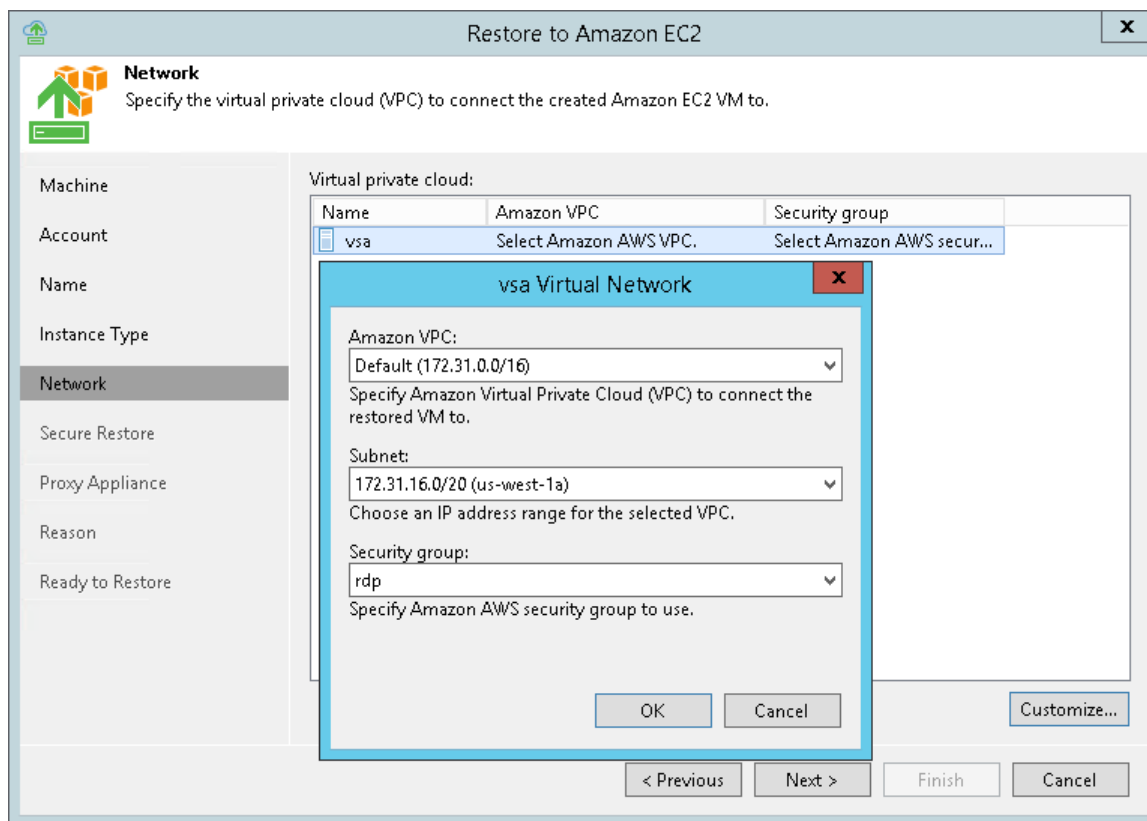 Restore to Amazon EC2
x
Network
Specify the virtual private cloud (VPC) to connect the created Amazon EC2 VM to.
Machine
Account
Name
Instance Type
Network
Secure Restore
Proxy Appliance
Reason
Ready to Restore
Virtual private cloud:
Name Amazon VPC Security group
vsa Select Amazon AWS VPC. Select Amazon AWS secur...
vsa Virtual Network
x
Amazon VPC:
Default (172.31.0.0/16)
Specify Amazon Virtual Private Cloud (VPC) to connect the
restored VM to.
Subnet:
172.31.16.0/20 (us-west-1a)
Choose an IP address range for the selected VPC.
Security group:
rdp
Specify Amazon AWS security group to use.
OK Cancel
Customize...
< Previous Next > Finish Cancel